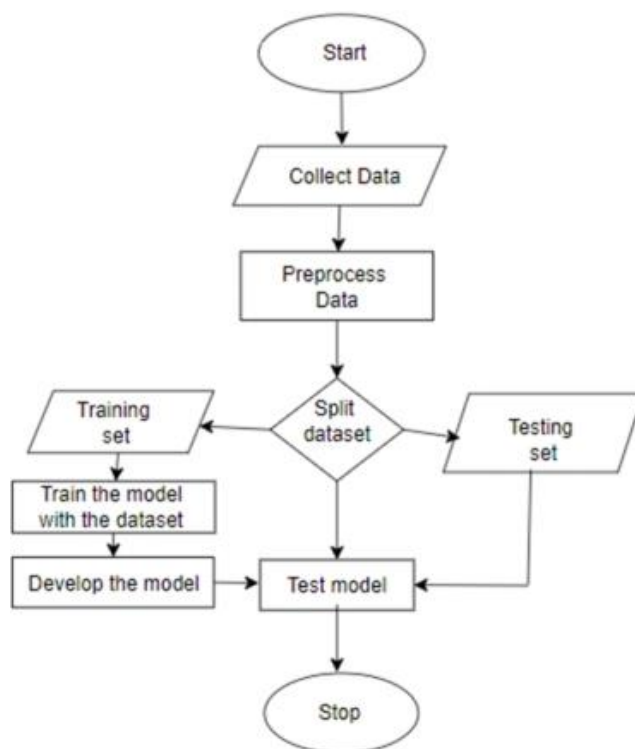 Start
Collect Data
Preprocess
Data
Split
dataset
Training
set
Testing
set
Train the model
with the dataset
Develop the model
Test model
Stop